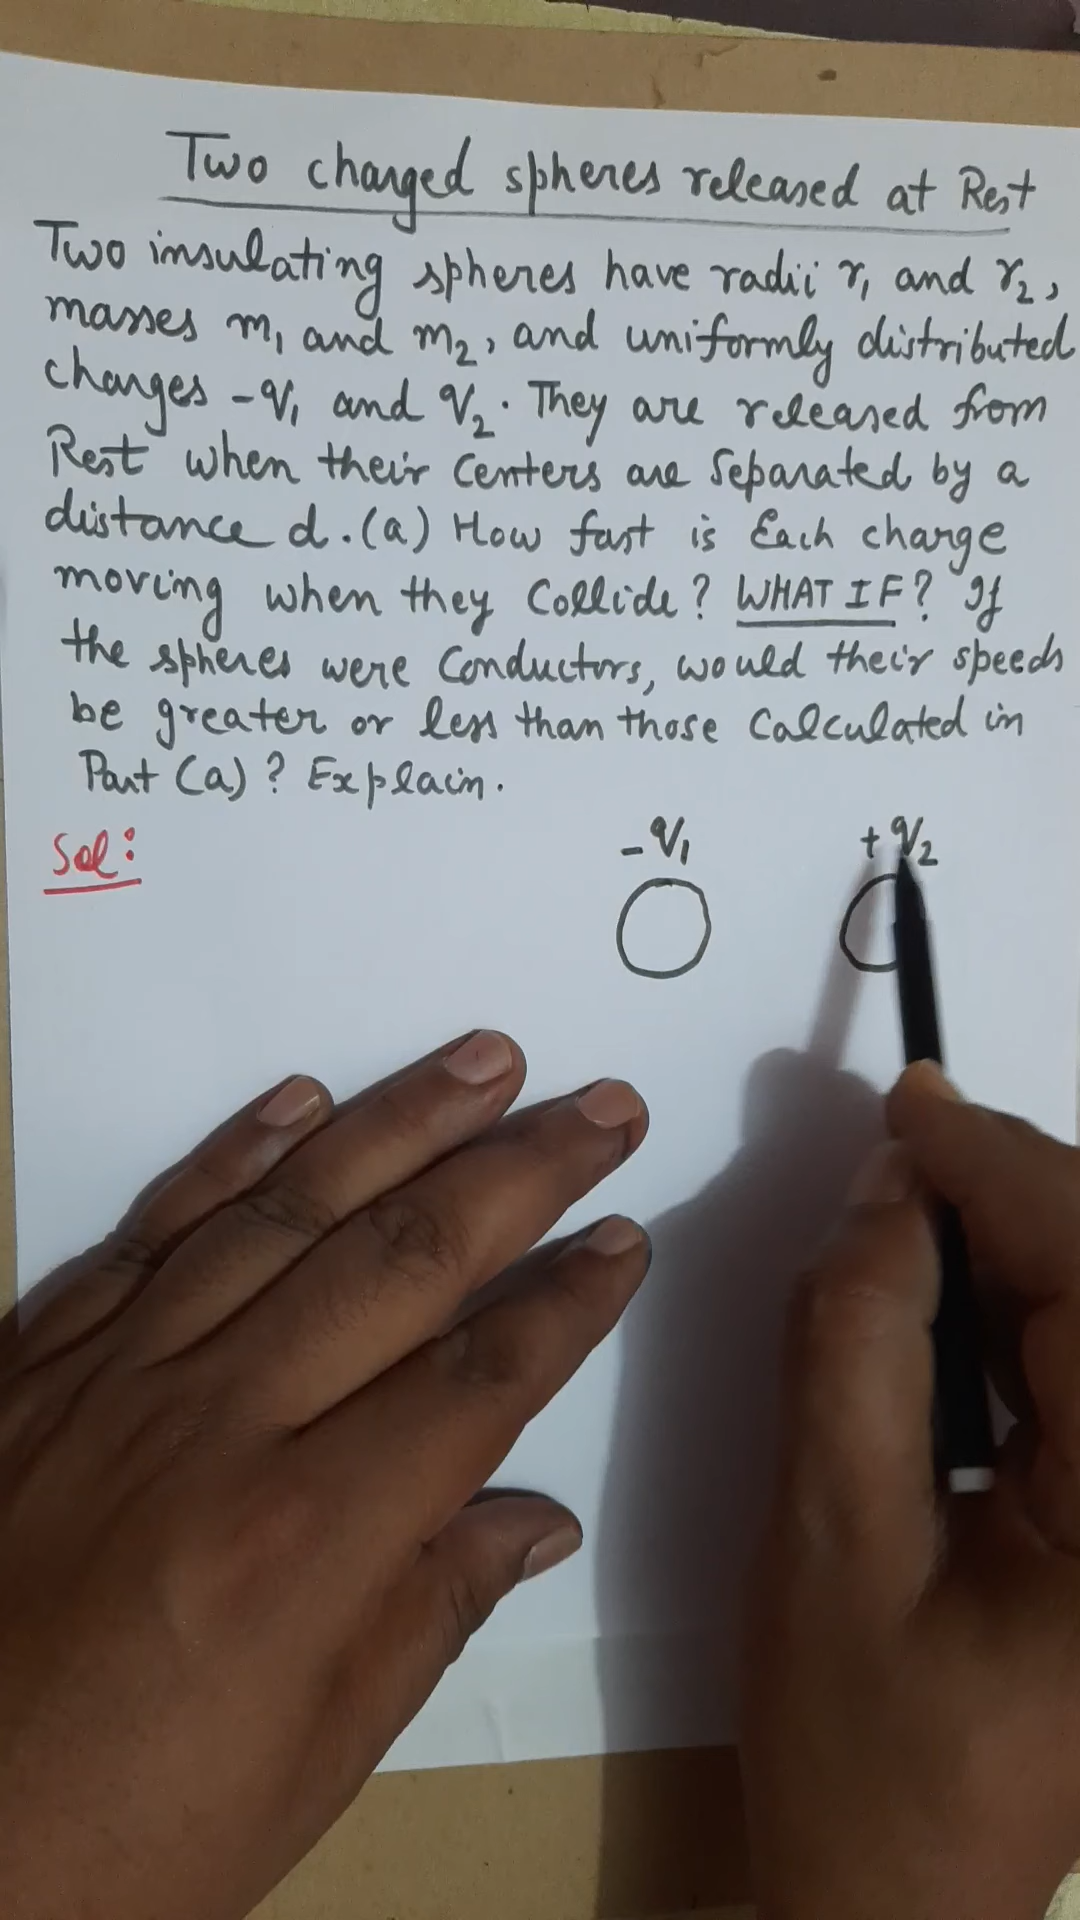 Two charged spheres released at Rest
Two insulating spheres have radii r₁ and r₂,
masses m₁ and m₂, and uniformly distributed
charges -q₁ and q₂. They are released from
Rest when their Centers are Separated by a
distance d. (a) How fast is Each charge
moving when they Collide? WHAT IF? If
the spheres were Conductors, would their speeds
be greater or less than those Calculated in
Part (a)? Explain.
Sol:
-q₁ +q₂